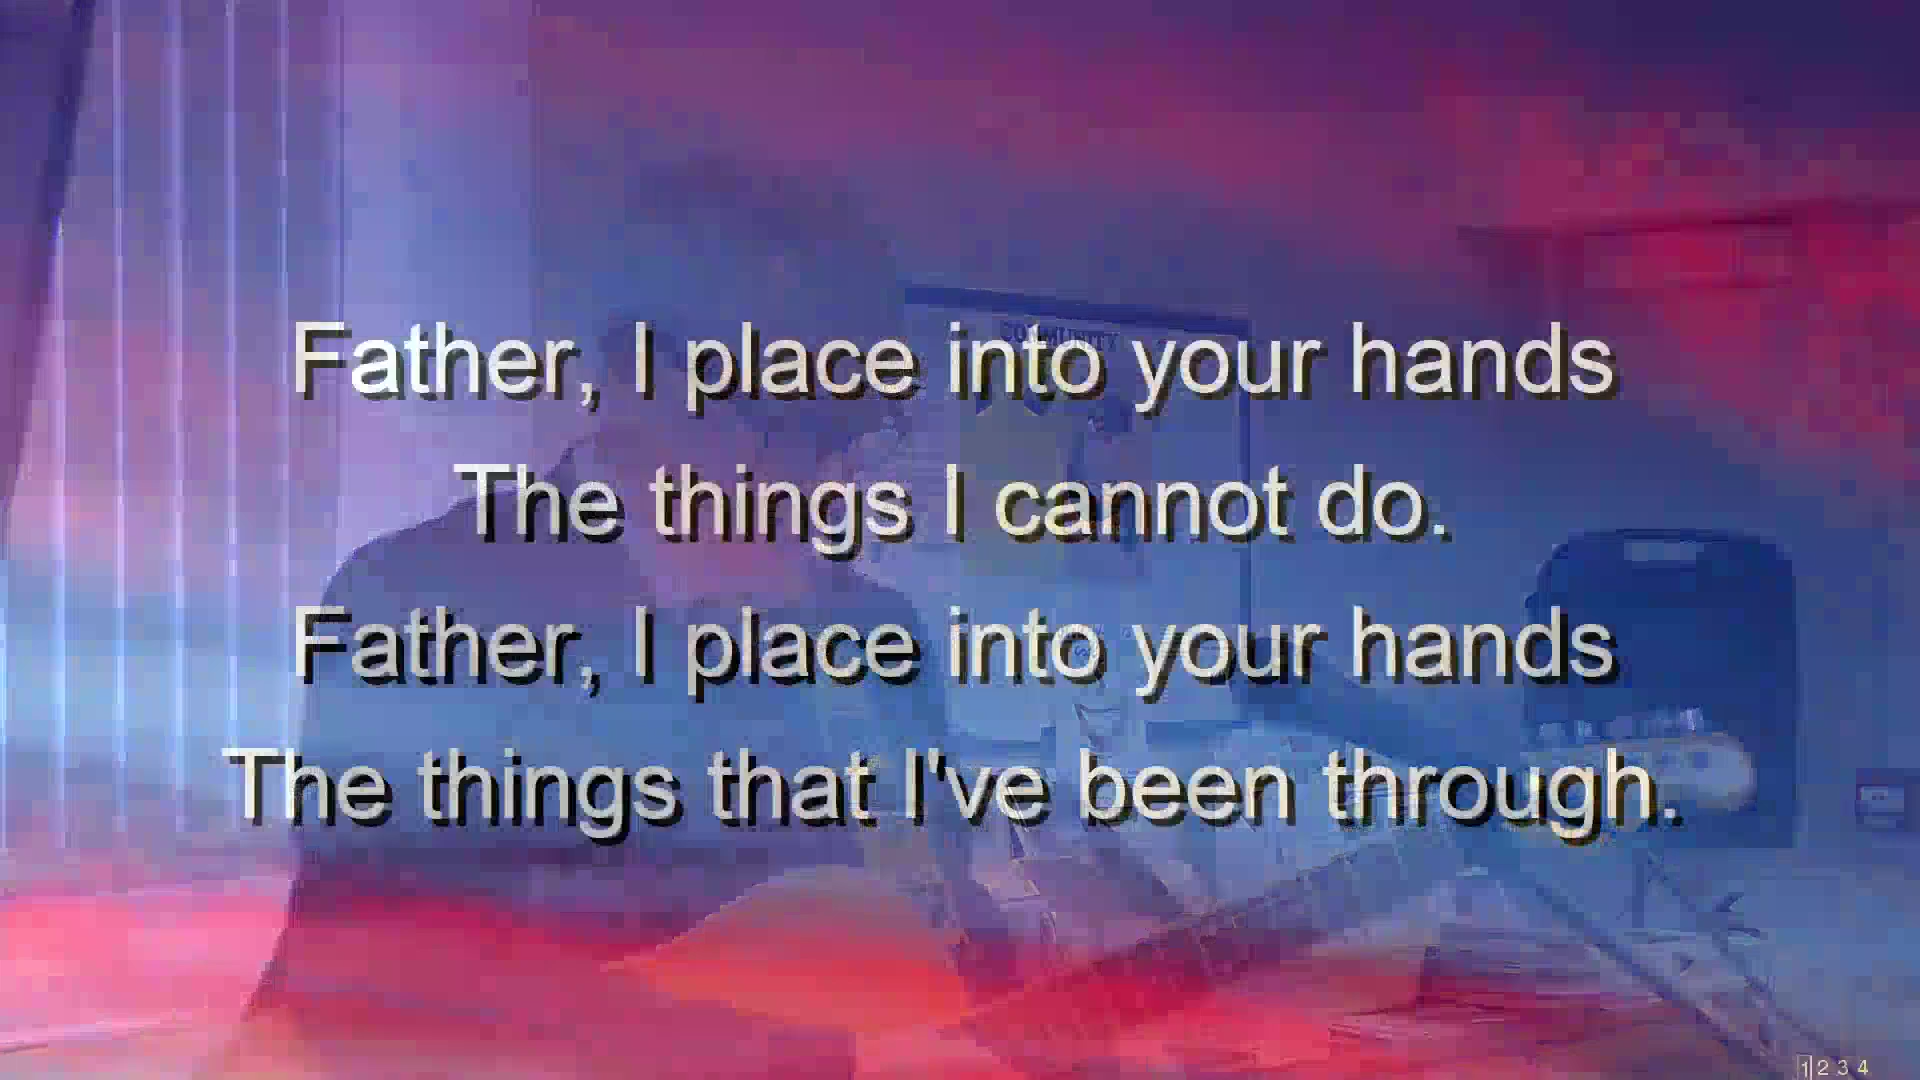 COMMUNITY
Father, I place into your hands
The things I cannot do.
Father, I place into your hands
The things that I've been through.
1 2 3 4